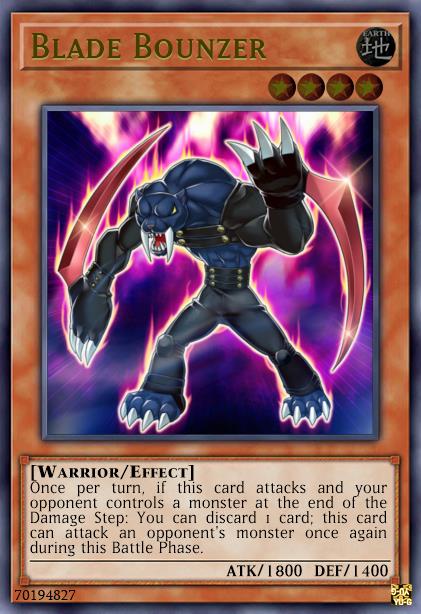 BLADE BOUNZER
EARTH
地
[WARRIOR/EFFECT]
Once per turn, if this card attacks and your
opponent controls a monster at the end of the
Damage Step: You can discard 1 card; this card
can attack an opponent's monster once again
during this Battle Phase.
ATK/1800 DEF/1400
70194827